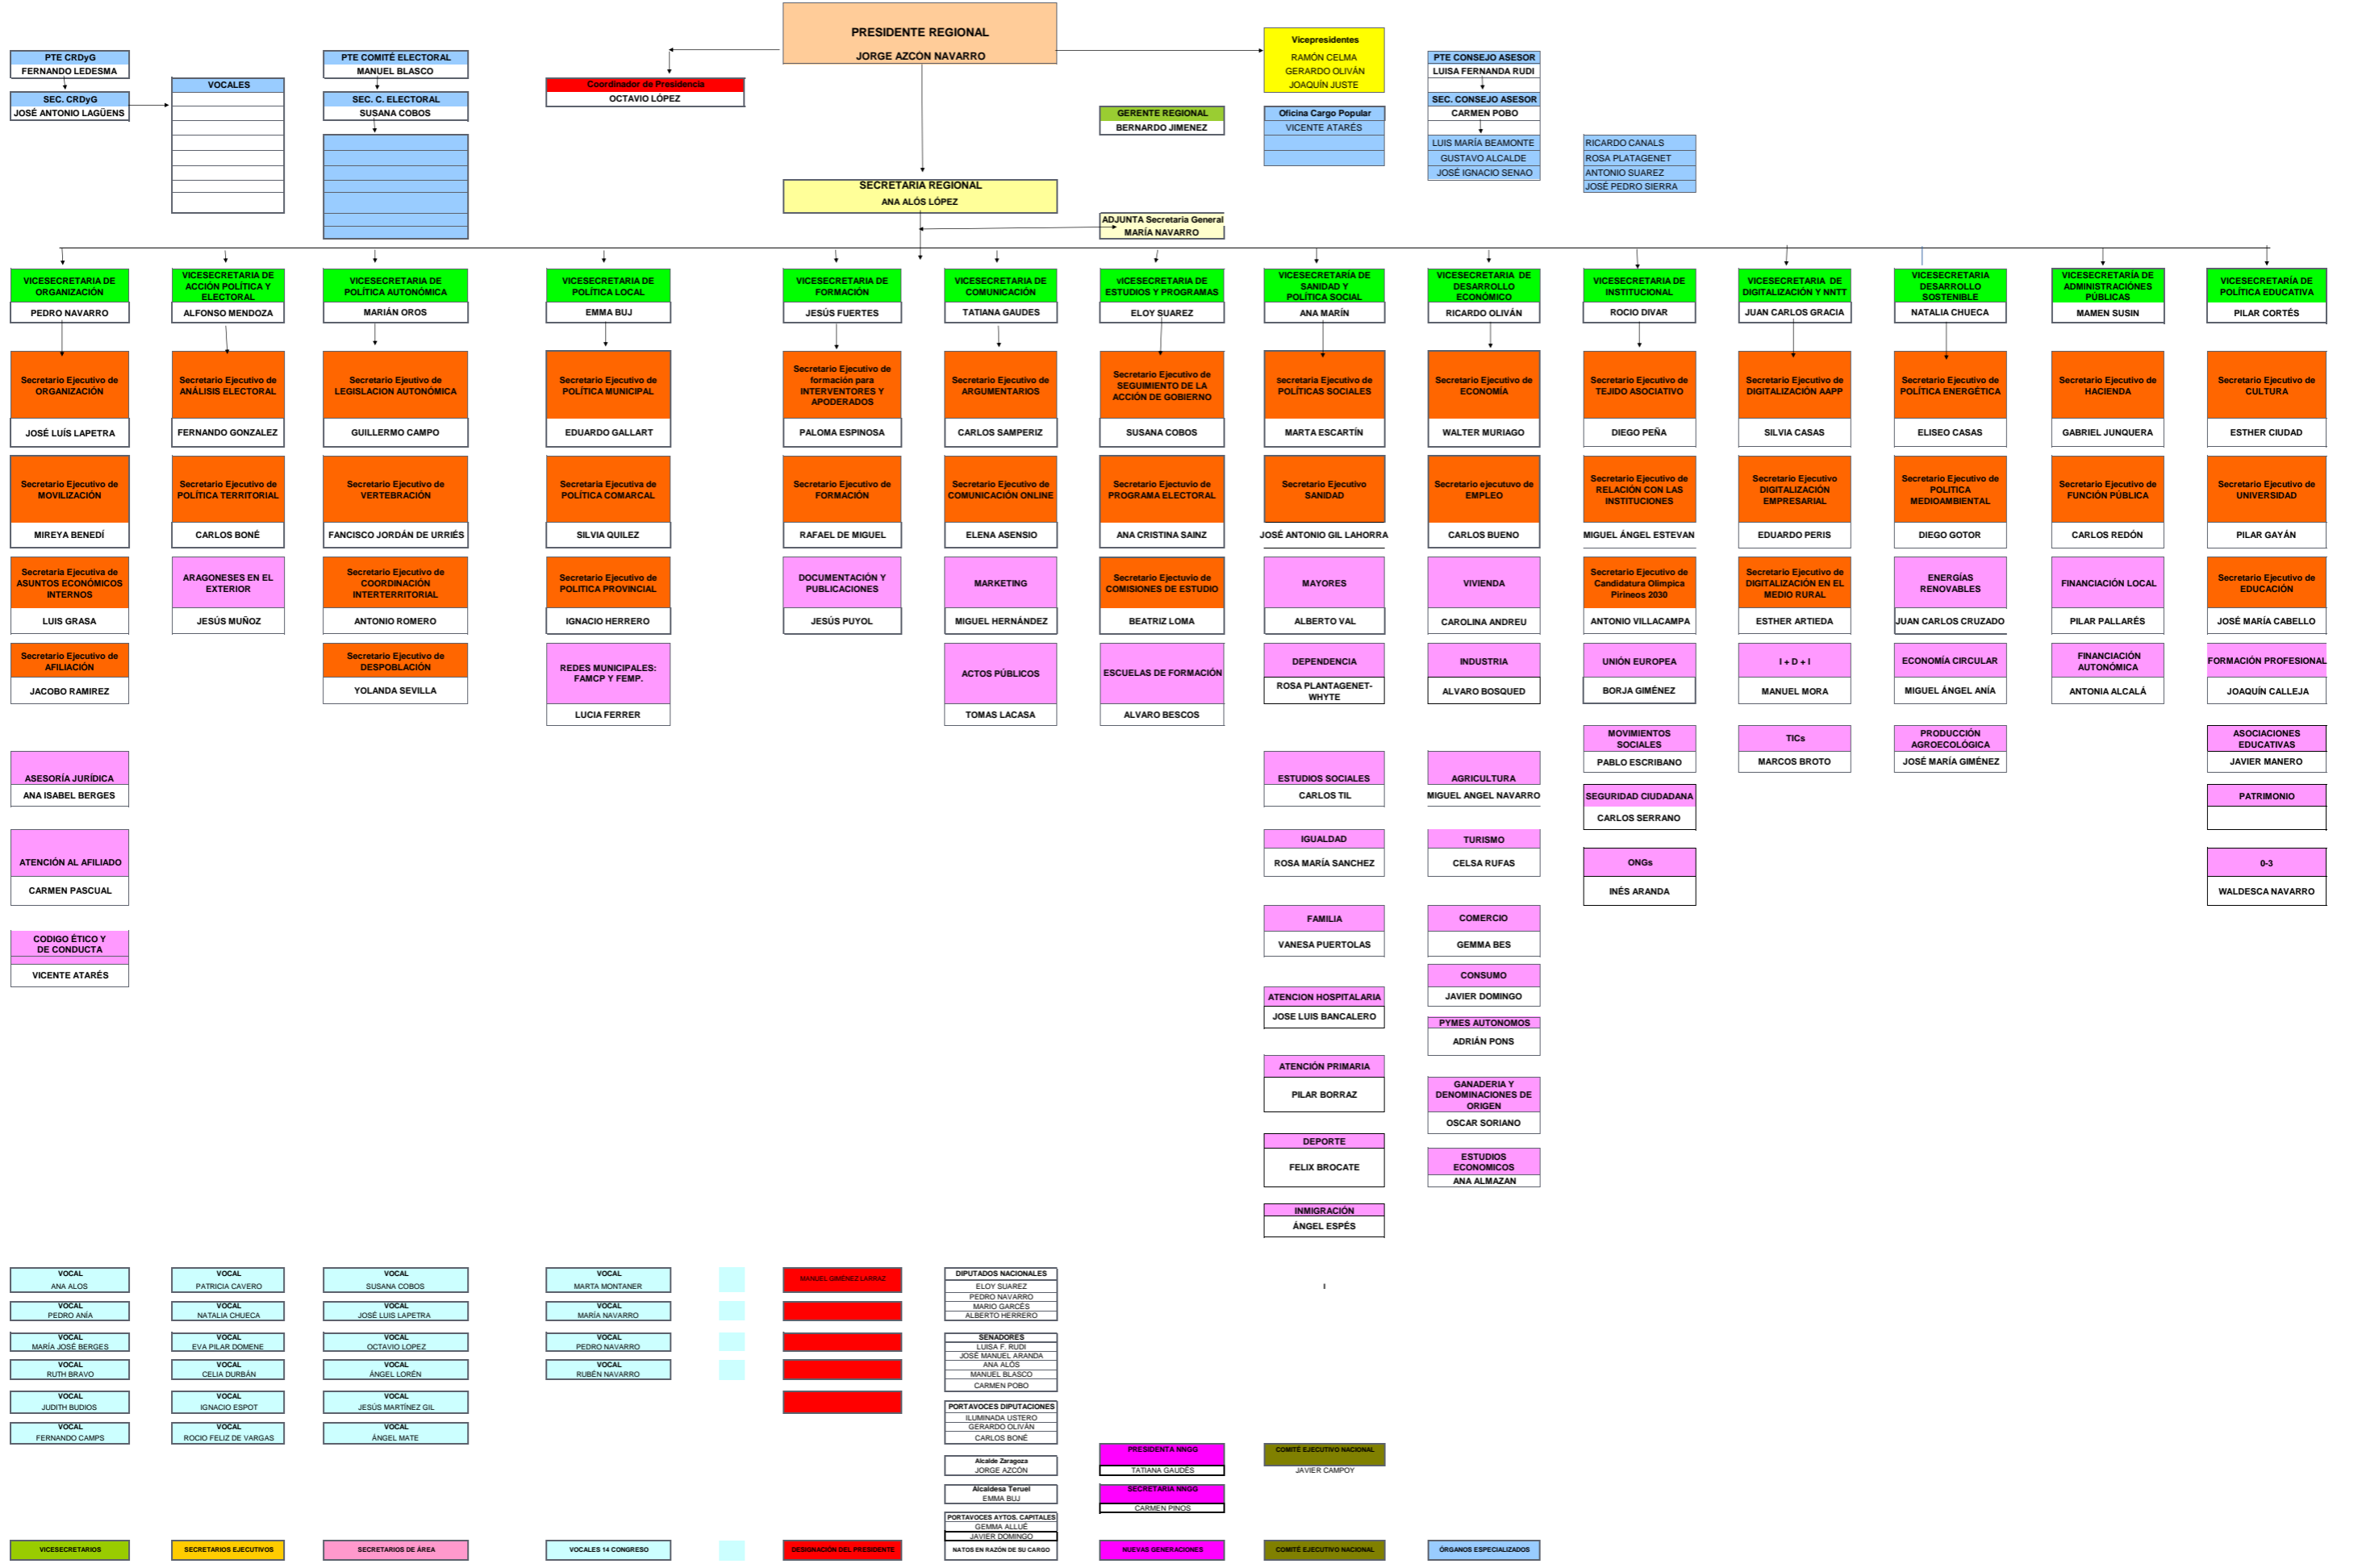 PRESIDENTE REGIONAL
JORGE AZCÓN NAVARRO
PTE CRDyG
FERNANDO LEDESMA
SEC. CRDyG
JOSÉ ANTONIO LAGÜENS
VOCALES
PTE COMITÉ ELECTORAL
MANUEL BLASCO
SEC. C. ELECTORAL
SUSANA COBOS
Coordinador de Presidencia
OCTAVIO LÓPEZ
Vicepresidentes
RAMÓN CELMA
GERARDO OLIVÁN
JOAQUÍN JUSTE
GERENTE REGIONAL
BERNARDO JIMENEZ
Oficina Cargo Popular
VICENTE ATARÉS
PTE CONSEJO ASESOR
LUISA FERNANDA RUDI
SEC. CONSEJO ASESOR
CARMEN POBO
LUIS MARÍA BEAMONTE
GUSTAVO ALCALDE
JOSÉ IGNACIO SENAO
RICARDO CANALS
ROSA PLATAGENET
ANTONIO SUAREZ
JOSÉ PEDRO SIERRA
SECRETARIA REGIONAL
ANA ALÓS LÓPEZ
ADJUNTA Secretaria General
MARÍA NAVARRO
VICESECRETARIA DE
ORGANIZACIÓN
PEDRO NAVARRO
VICESECRETARIA DE
ACCIÓN POLÍTICA Y
ELECTORAL
ALFONSO MENDOZA
VICESECRETARIA DE
POLÍTICA AUTONÓMICA
MARIÁN OROS
VICESECRETARIA DE
POLÍTICA LOCAL
EMMA BUJ
VICESECRETARIA DE
FORMACIÓN
JESÚS FUERTES
VICESECRETARIA DE
COMUNICACIÓN
TATIANA GAUDES
vICESECRETARIA DE
ESTUDIOS Y PROGRAMAS
ELOY SUAREZ
VICESECRETARÍA DE
SANIDAD Y
POLÍTICA SOCIAL
ANA MARÍN
VICESECRETARIA DE
DESARROLLO
ECONÓMICO
RICARDO OLIVÁN
VICESECRETARIA DE
INSTITUCIONAL
ROCIO DIVAR
VICESECRETARIA DE
DIGITALIZACIÓN Y NNTT
JUAN CARLOS GRACIA
VICESECRETARIA
DESARROLLO
SOSTENIBLE
NATALIA CHUECA
VICESECRETARÍA DE
ADMINISTRACIÓNES
PÚBLICAS
MAMEN SUSIN
VICESECRETARÍA DE
POLÍTICA EDUCATIVA
PILAR CORTÉS
Secretario Ejecutivo de
ORGANIZACIÓN
JOSÉ LUÍS LAPETRA
Secretario Ejecutivo de
ANÁLISIS ELECTORAL
FERNANDO GONZALEZ
Secretario Ejecutivo de
LEGISLACION AUTONÓMICA
GUILLERMO CAMPO
Secretario Ejecutivo de
POLÍTICA MUNICIPAL
EDUARDO GALLART
Secretario Ejecutivo de
formación para
INTERVENTORES Y
APODERADOS
PALOMA ESPINOSA
Secretario Ejecutivo de
ARGUMENTARIOS
CARLOS SAMPERIZ
Secretario Ejecutivo de
SEGUIMIENTO DE LA
ACCIÓN DE GOBIERNO
SUSANA COBOS
secretaria Ejecutivo de
POLÍTICAS SOCIALES
MARTA ESCARTÍN
Secretario Ejecutivo de
ECONOMÍA
WALTER MURIAGO
Secretario Ejecutivo de
TEJIDO ASOCIATIVO
DIEGO PEÑA
Secretario Ejecutivo de
DIGITALIZACIÓN AAPP
SILVIA CASAS
Secretario Ejecutivo de
POLÍTICA ENERGÉTICA
ELISEO CASAS
Secretario Ejecutivo de
HACIENDA
GABRIEL JUNQUERA
Secretario Ejecutivo de
CULTURA
ESTHER CIUDAD
Secretario Ejecutivo de
MOVILIZACIÓN
MIREYA BENEDÍ
Secretario Ejecutivo de
POLÍTICA TERRITORIAL
CARLOS BONÉ
Secretario Ejecutivo de
VERTEBRACIÓN
FANCISCO JORDÁN DE URRIÉS
Secretaria Ejecutiva de
POLÍTICA COMARCAL
SILVIA QUILEZ
Secretario Ejecutivo de
FORMACIÓN
RAFAEL DE MIGUEL
Secretario Ejecutivo de
COMUNICACIÓN ONLINE
ELENA ASENSIO
Secretario Ejectuvio de
PROGRAMA ELECTORAL
ANA CRISTINA SAINZ
Secretario Ejecutivo
SANIDAD
JOSÉ ANTONIO GIL LAHORRA
Secretario ejecutuvo de
EMPLEO
CARLOS BUENO
Secretario Ejecutivo de
RELACIÓN CON LAS
INSTITUCIONES
MIGUEL ÁNGEL ESTEVAN
Secretario Ejecutivo
DIGITALIZACIÓN
EMPRESARIAL
EDUARDO PERIS
Secretario Ejecutivo de
POLITICA
MEDIOAMBIENTAL
DIEGO GOTOR
Secretario Ejecutivo de
FUNCIÓN PÚBLICA
CARLOS REDÓN
Secretario Ejecutivo de
UNIVERSIDAD
PILAR GAYÁN
Secretaria Ejecutiva de
ASUNTOS ECONÓMICOS
INTERNOS
LUIS GRASA
ARAGONESES EN EL
EXTERIOR
JESÚS MUÑOZ
Secretario Ejecutivo de
COORDINACIÓN
INTERTERRITORIAL
ANTONIO ROMERO
Secretario Ejecutivo de
POLITICA PROVINCIAL
IGNACIO HERRERO
DOCUMENTACIÓN Y
PUBLICACIONES
JESÚS PUYOL
MARKETING
MIGUEL HERNÁNDEZ
Secretario Ejectuvio de
COMISIONES DE ESTUDIO
BEATRIZ LOMA
MAYORES
ALBERTO VAL
VIVIENDA
CAROLINA ANDREU
Secretario Ejecutivo de
Candidatura Olimpica
Pirineos 2030
ANTONIO VILLACAMPA
Secretario Ejecutivo de
DIGITALIZACIÓN EN EL
MEDIO RURAL
ESTHER ARTIEDA
ENERGÍAS
RENOVABLES
JUAN CARLOS CRUZADO
FINANCIACIÓN LOCAL
PILAR PALLARÉS
Secretario Ejecutivo de
EDUCACIÓN
JOSÉ MARÍA CABELLO
Secretario Ejecutivo de
AFILIACIÓN
JACOBO RAMIREZ
Secretario Ejecutivo de
DESPOBLACIÓN
YOLANDA SEVILLA
REDES MUNICIPALES:
FAMCP Y FEMP.
LUCIA FERRER
ACTOS PÚBLICOS
TOMAS LACASA
ESCUELAS DE FORMACIÓN
ALVARO BESCOS
DEPENDENCIA
ROSA PLANTAGENET-
WHYTE
INDUSTRIA
ALVARO BOSQUED
UNIÓN EUROPEA
BORJA GIMÉNEZ
I + D + I
MANUEL MORA
ECONOMÍA CIRCULAR
MIGUEL ÁNGEL ANÍA
FINANCIACIÓN
AUTONÓMICA
ANTONIA ALCALÁ
FORMACIÓN PROFESIONAL
JOAQUÍN CALLEJA
ASESORÍA JURÍDICA
ANA ISABEL BERGES
ESTUDIOS SOCIALES
CARLOS TIL
AGRICULTURA
MIGUEL ANGEL NAVARRO
MOVIMIENTOS
SOCIALES
PABLO ESCRIBANO
TICs
MARCOS BROTO
PRODUCCIÓN
AGROECOLÓGICA
JOSÉ MARÍA GIMÉNEZ
ASOCIACIONES
EDUCATIVAS
JAVIER MANERO
SEGURIDAD CIUDADANA
CARLOS SERRANO
PATRIMONIO
ATENCIÓN AL AFILIADO
CARMEN PASCUAL
IGUALDAD
ROSA MARÍA SANCHEZ
TURISMO
CELSA RUFAS
ONGs
INÉS ARANDA
0-3
WALDESCA NAVARRO
CODIGO ÉTICO Y
DE CONDUCTA
VICENTE ATARÉS
FAMILIA
VANESA PUERTOLAS
COMERCIO
GEMMA BES
CONSUMO
JAVIER DOMINGO
ATENCION HOSPITALARIA
JOSE LUIS BANCALERO
PYMES AUTONOMOS
ADRIÁN PONS
ATENCIÓN PRIMARIA
PILAR BORRAZ
GANADERIA Y
DENOMINACIONES DE
ORIGEN
OSCAR SORIANO
DEPORTE
FELIX BROCATE
ESTUDIOS
ECONOMICOS
ANA ALMAZAN
INMIGRACIÓN
ÁNGEL ESPÉS
VOCAL
ANA ALOS
VOCAL
PATRICIA CAVERO
VOCAL
SUSANA COBOS
VOCAL
MARTA MONTANER
MANUEL GIMÉNEZ LARRAZ
DIPUTADOS NACIONALES
ELOY SUAREZ
PEDRO NAVARRO
MARIO GARCÉS
ALBERTO HERRERO
I
VOCAL
PEDRO ANÍA
VOCAL
NATALIA CHUECA
VOCAL
JOSÉ LUIS LAPETRA
VOCAL
MARÍA NAVARRO
VOCAL
MARÍA JOSÉ BERGES
VOCAL
EVA PILAR DOMENE
VOCAL
OCTAVIO LOPEZ
VOCAL
PEDRO NAVARRO
SENADORES
LUISA F. RUDI
JOSÉ MANUEL ARANDA
ANA ALÓS
MANUEL BLASCO
CARMEN POBO
VOCAL
RUTH BRAVO
VOCAL
CELIA DURBÁN
VOCAL
ÁNGEL LORÉN
VOCAL
RUBÉN NAVARRO
VOCAL
JUDITH BUDIOS
VOCAL
IGNACIO ESPOT
VOCAL
JESÚS MARTÍNEZ GIL
PORTAVOCES DIPUTACIONES
ILUMINADA USTERO
GERARDO OLIVÁN
CARLOS BONÉ
VOCAL
FERNANDO CAMPS
VOCAL
ROCIO FELIZ DE VARGAS
VOCAL
ÁNGEL MATE
PRESIDENTA NNGG
TATIANA GAUDÉS
COMITÉ EJECUTIVO NACIONAL
JAVIER CAMPOY
Alcalde Zaragoza
JORGE AZCÓN
Alcaldesa Teruel
EMMA BUJ
SECRETARIA NNGG
CARMEN PINOS
PORTAVOCES AYTOS. CAPITALES
GEMMA ALLUÉ
JAVIER DOMINGO
VICESECRETARIOS
SECRETARIOS EJECUTIVOS
SECRETARIOS DE ÁREA
VOCALES 14 CONGRESO
DESIGNACIÓN DEL PRESIDENTE
NATOS EN RAZÓN DE SU CARGO
NUEVAS GENERACIONES
COMITÉ EJECUTIVO NACIONAL
ÓRGANOS ESPECIALIZADOS